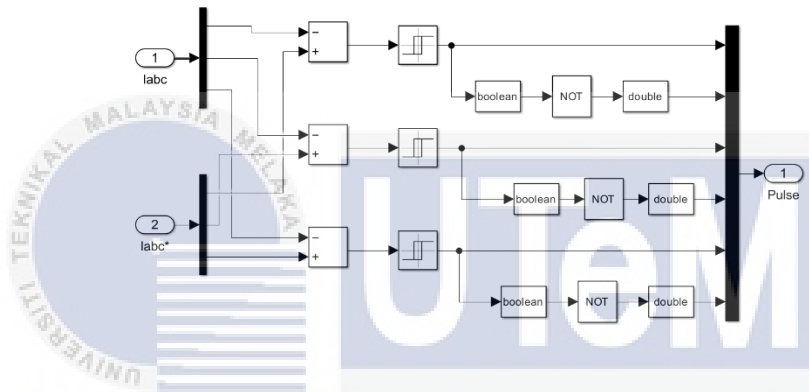 1
Iabc
2
Iabc*
−
+
−
+
−
+
boolean
NOT
double
boolean
NOT
double
boolean
NOT
double
1
Pulse
UNIVERSITI TEKNIKAL MALAYSIA MELAKA
UTeM